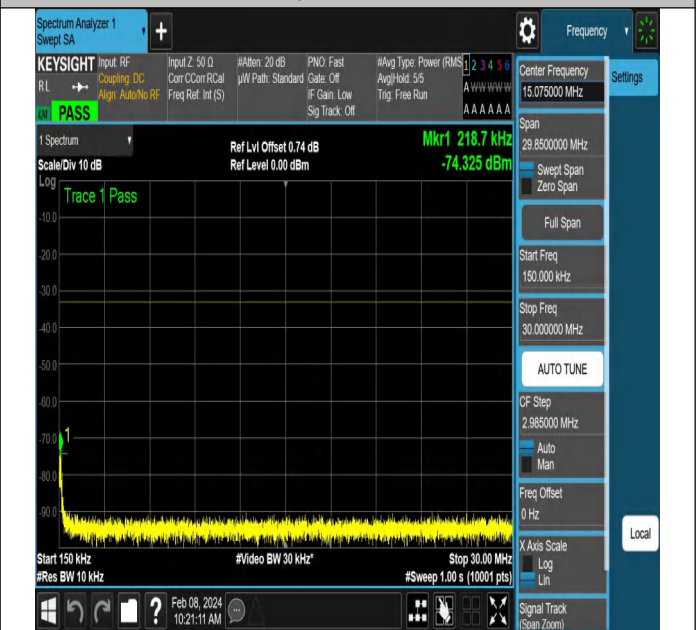 Spectrum Analyzer 1
Swept SA
Frequency
KEYSIGHT
RL
PASS
Input: RF
Coupling: DC
Align: Auto/No RF
Input Z: 50 Ω
Corr CCorr RCal
Freq Ref: Int (S)
#Atten: 20 dB
µW Path: Standard
PNO: Fast
Gate: Off
IF Gain: Low
Sig Track: Off
#Avg Type: Power (RMS
Avg|Hold: 5/5
Trig: Free Run
1 2 3 4 5 6
A W W W W W
A A A A A A
1 Spectrum
Scale/Div 10 dB
Log
Ref Lvl Offset 0.74 dB
Ref Level 0.00 dBm
Mkr1 218.7 kHz
-74.325 dBm
Trace 1 Pass
-10.0
-20.0
-30.0
-40.0
-50.0
-60.0
-70.0
-80.0
-90.0
1
Start 150 kHz
#Res BW 10 kHz
#Video BW 30 kHz*
Stop 30.00 MHz
#Sweep 1.00 s (10001 pts)
Feb 08, 2024
10:21:11 AM
Center Frequency
15.075000 MHz
Settings
Span
29.8500000 MHz
Swept Span
Zero Span
Full Span
Start Freq
150.000 kHz
Stop Freq
30.000000 MHz
AUTO TUNE
CF Step
2.985000 MHz
Auto
Man
Freq Offset
0 Hz
X Axis Scale
Log
Lin
Local
Signal Track
(Span Zoom)